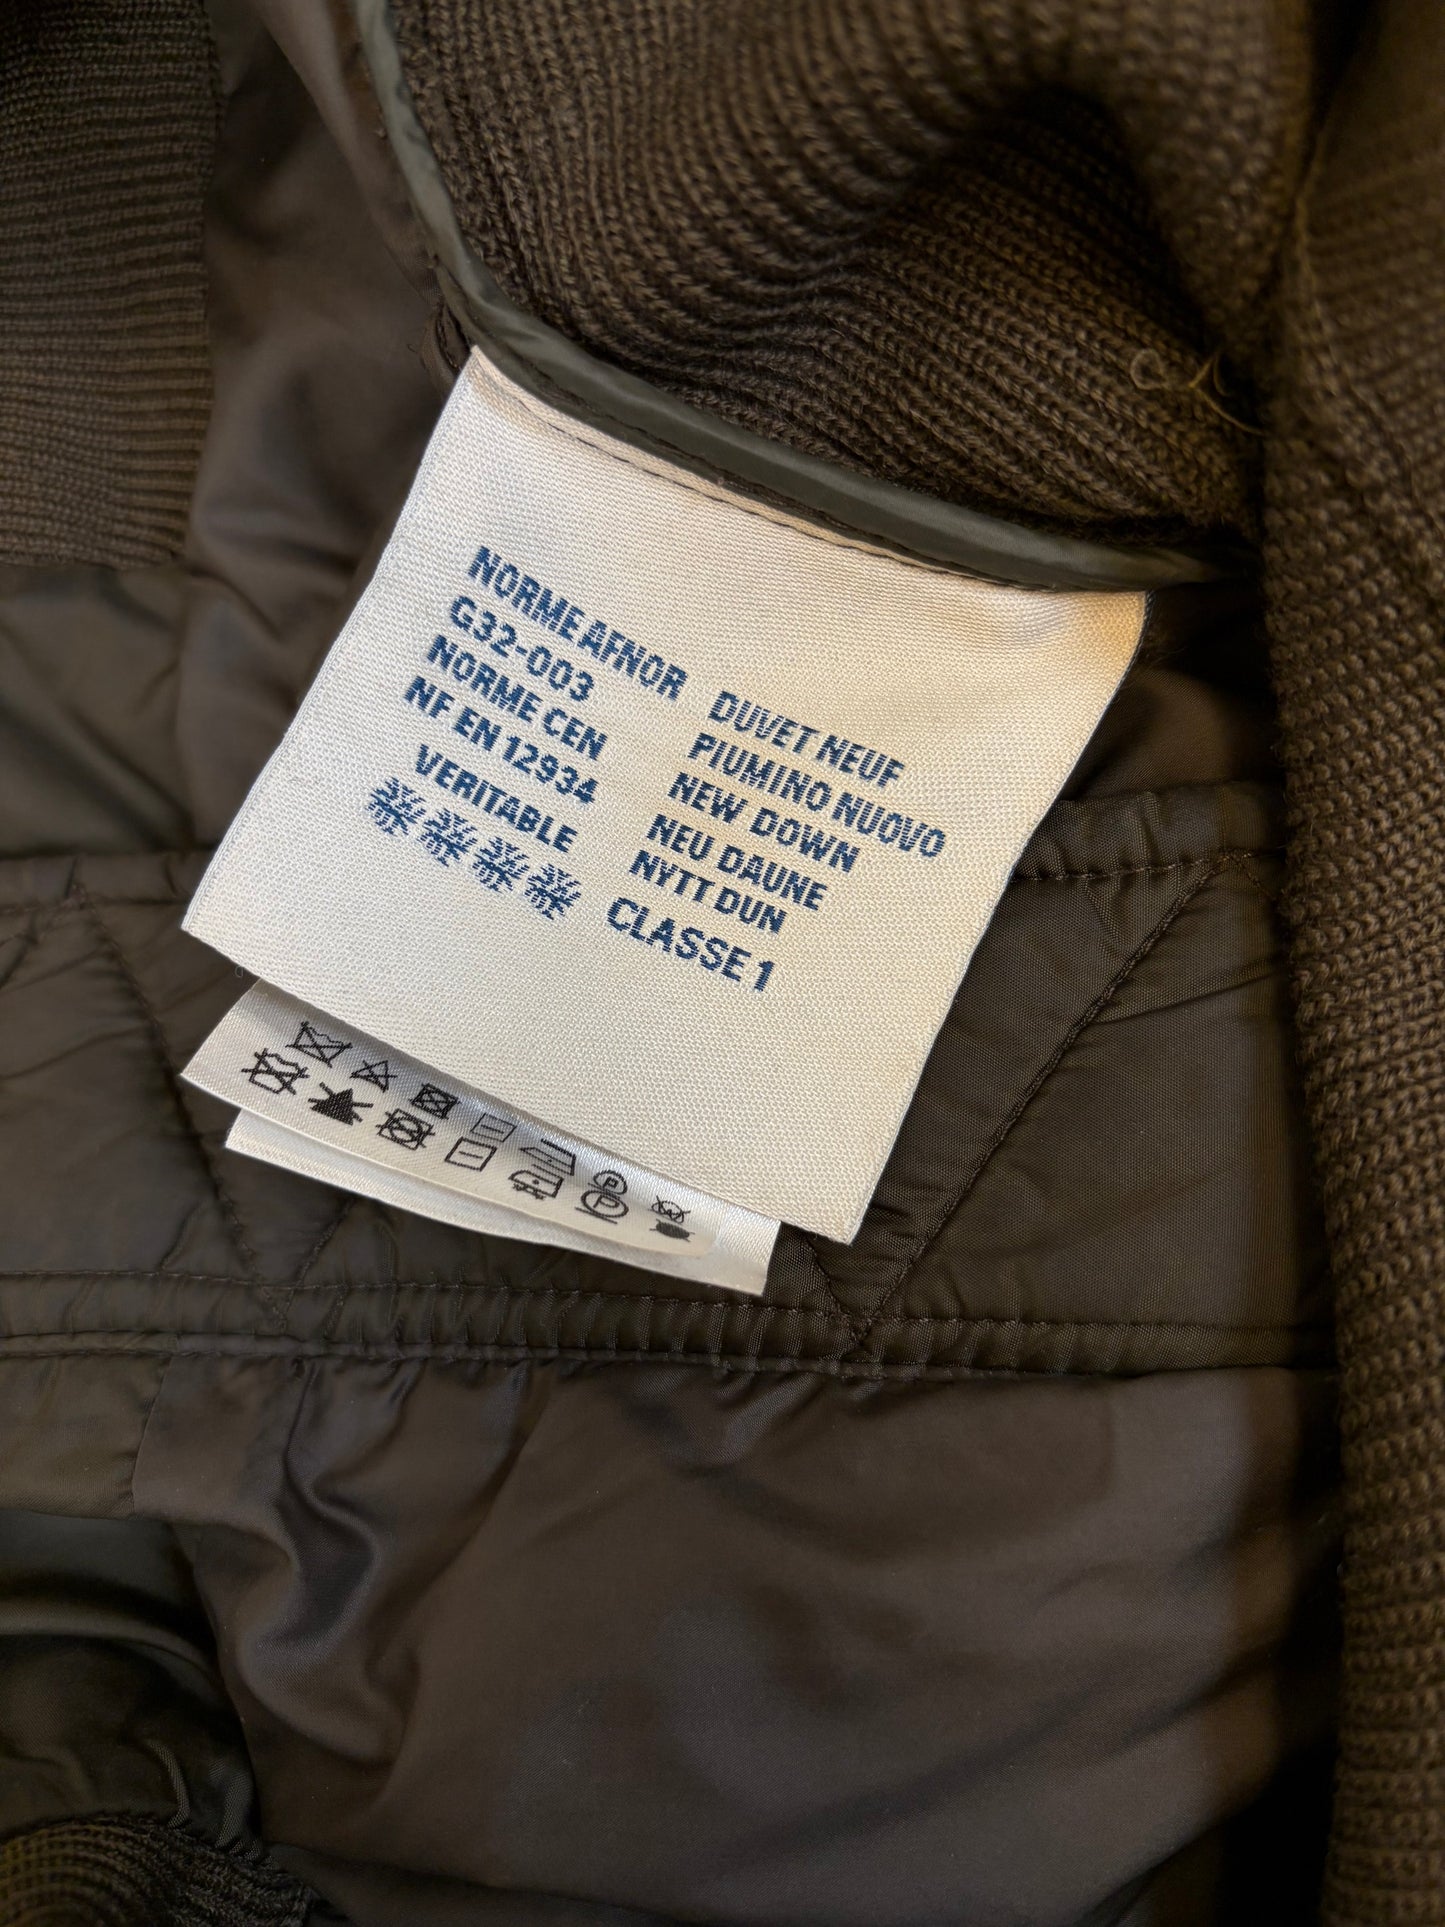 NORME AFNOR
G32-003
NORME CEN
NF EN 12934
VERITABLE
DUVET NEUF
PIUMINO NUOVO
NEW DOWN
NEU DAUNE
NYTT DUN
CLASSE 1
P
W
P